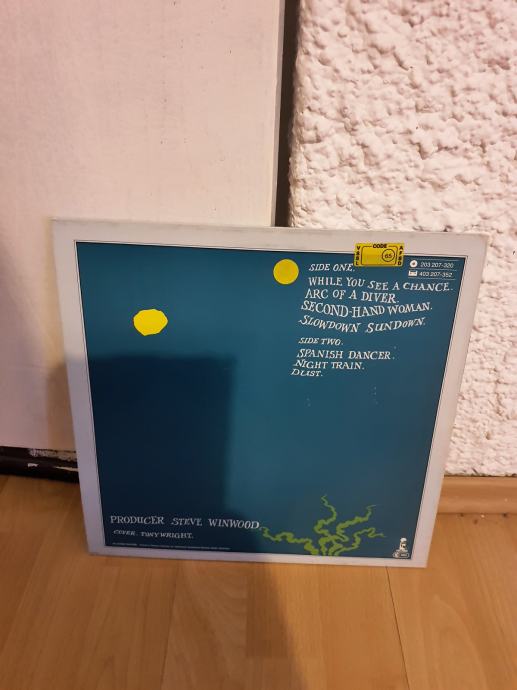 CODE
65
203 207-320
403 207-352
SIDE ONE.
WHILE YOU SEE A CHANCE.
ARC OF A DIVER.
SECOND-HAND WOMAN.
SLOWDOWN SUNDOWN.
SIDE TWO.
SPANISH DANCER.
NIGHT TRAIN.
DUST.
PRODUCER STEVE WINWOOD
COVER. TONY WRIGHT.